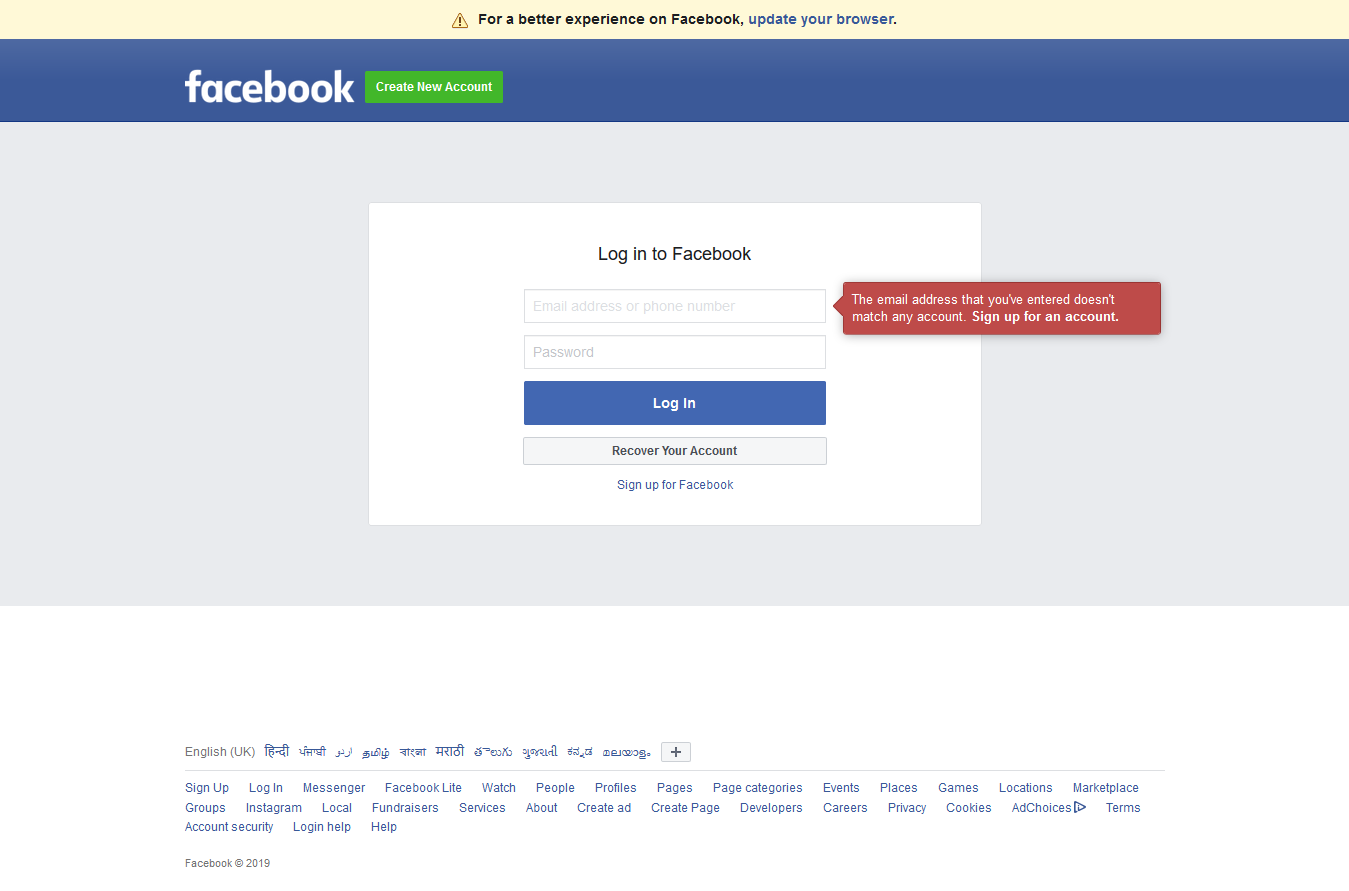 For a better experience on Facebook, update your browser.
facebook Create New Account
Log in to Facebook
Email address or phone number
The email address that you've entered doesn't
match any account. Sign up for an account.
Password
Log In
Recover Your Account
Sign up for Facebook
English (UK) हिन्दी ਪੰਜਾਬੀ اردو தமிழ் বাংলা मराठी తెలుగు ગુજરાતી ಕನ್ನಡ മലയാളം +
Sign Up Log In Messenger Facebook Lite Watch People Profiles Pages Page categories Events Places Games Locations Marketplace
Groups Instagram Local Fundraisers Services About Create ad Create Page Developers Careers Privacy Cookies AdChoices Terms
Account security Login help Help
Facebook © 2019